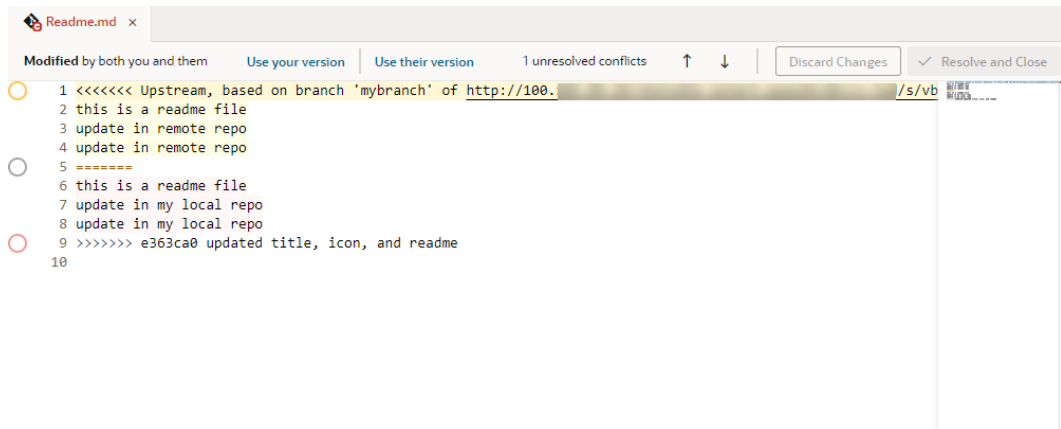 Readme.md ×
Modified by both you and them Use your version Use their version 1 unresolved conflicts ↑ ↓ Discard Changes ✓ Resolve and Close
1 <<<<<<< Upstream, based on branch 'mybranch' of http://100. /s/vb
2 this is a readme file
3 update in remote repo
4 update in remote repo
5 =======
6 this is a readme file
7 update in my local repo
8 update in my local repo
9 >>>>>>> e363ca0 updated title, icon, and readme
10